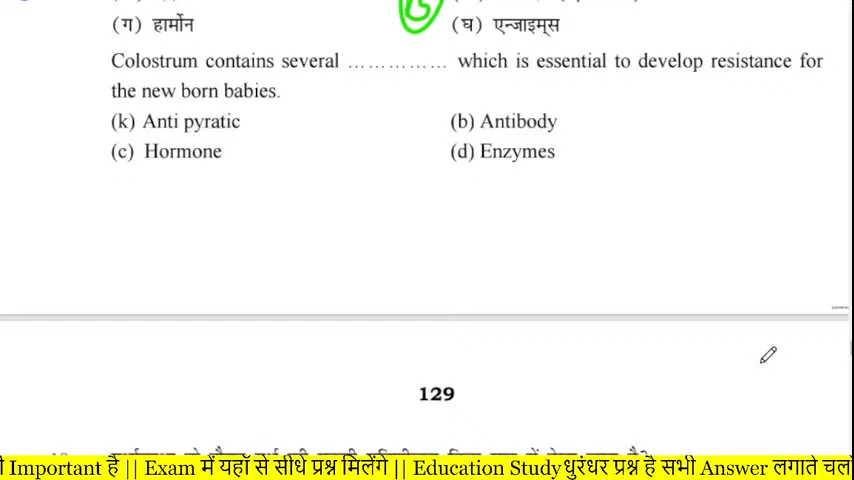 (ग) हार्मोन (घ) एन्जाइम्स
Colostrum contains several …………… which is essential to develop resistance for
the new born babies.
(k) Anti pyratic (b) Antibody
(c) Hormone (d) Enzymes
129
Important है || Exam में यहाँ से सीधे प्रश्न मिलेंगे || Education Studyधुरंधर प्रश्न है सभी Answer लगाते चल